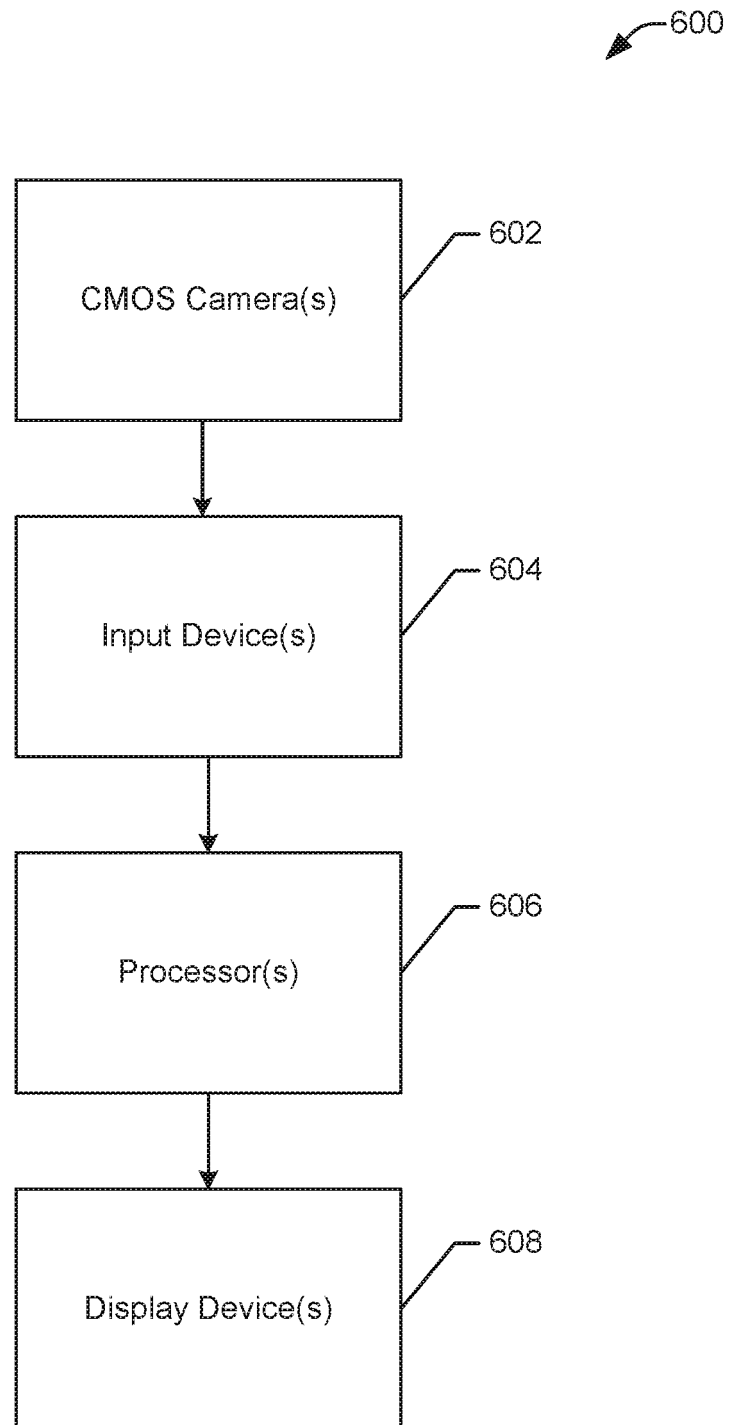 600
CMOS Camera(s)
602
Input Device(s)
604
Processor(s)
606
Display Device(s)
608